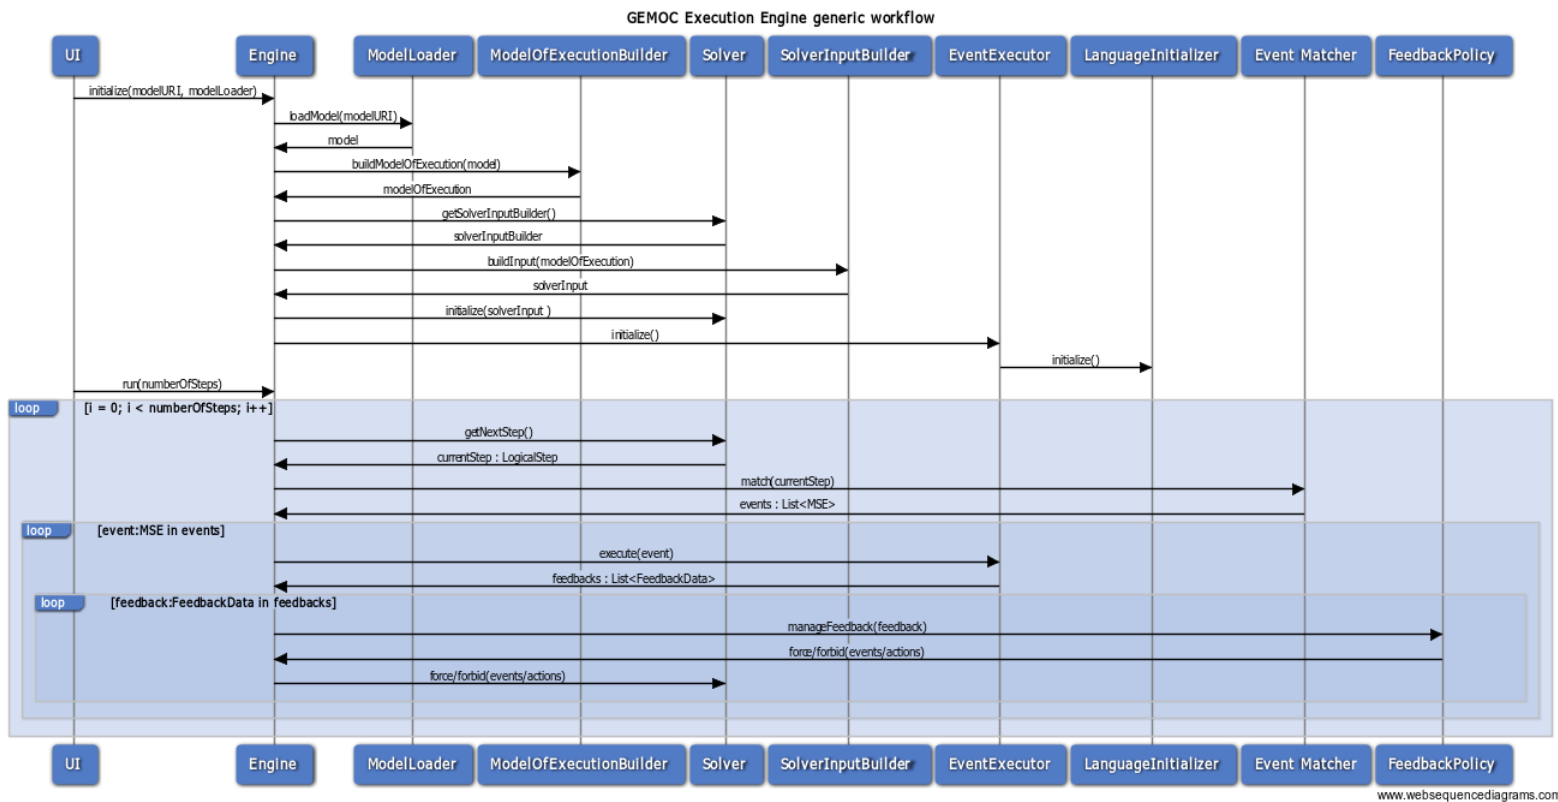 GEMOC Execution Engine generic workflow
UI Engine ModelLoader ModelOfExecutionBuilder Solver SolverInputBuilder EventExecutor LanguageInitializer Event Matcher FeedbackPolicy
initialize(modelURI, modelLoader)
loadModel(modelURI)
model
buildModelOfExecution(model)
modelOfExecution
getSolverInputBuilder()
solverInputBuilder
buildInput(modelOfExecution)
solverInput
initialize(solverInput )
initialize()
initialize()
run(numberOfSteps)
loop [i = 0; i < numberOfSteps; i++]
getNextStep()
currentStep : LogicalStep
match(currentStep)
events : List<MSE>
loop [event:MSE in events]
execute(event)
feedbacks : List<FeedbackData>
loop [feedback:FeedbackData in feedbacks]
manageFeedback(feedback)
force/forbid(events/actions)
force/forbid(events/actions)
UI Engine ModelLoader ModelOfExecutionBuilder Solver SolverInputBuilder EventExecutor LanguageInitializer Event Matcher FeedbackPolicy
www.websequencediagrams.com